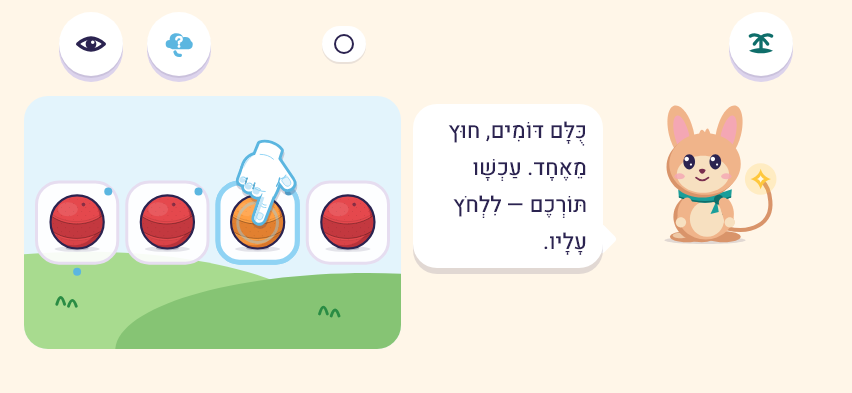 כֻּלָּם דּוֹמִים, חוּץ
מֵאֶחָד. עַכְשָׁו
תּוֹרְכֶם – לִלְחֹץ
עָלָיו.